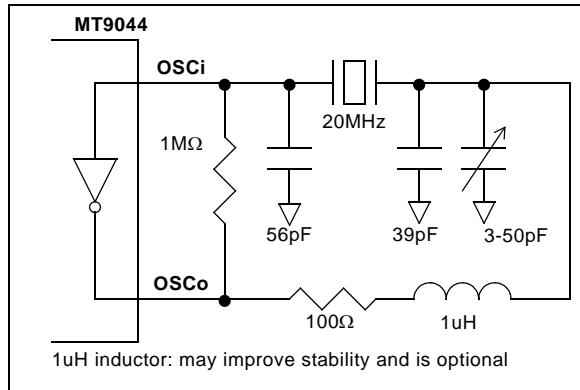 MT9044
OSCi
20MHz
1MΩ
56pF
39pF
3-50pF
OSCo
100Ω
1uH
1uH inductor: may improve stability and is optional